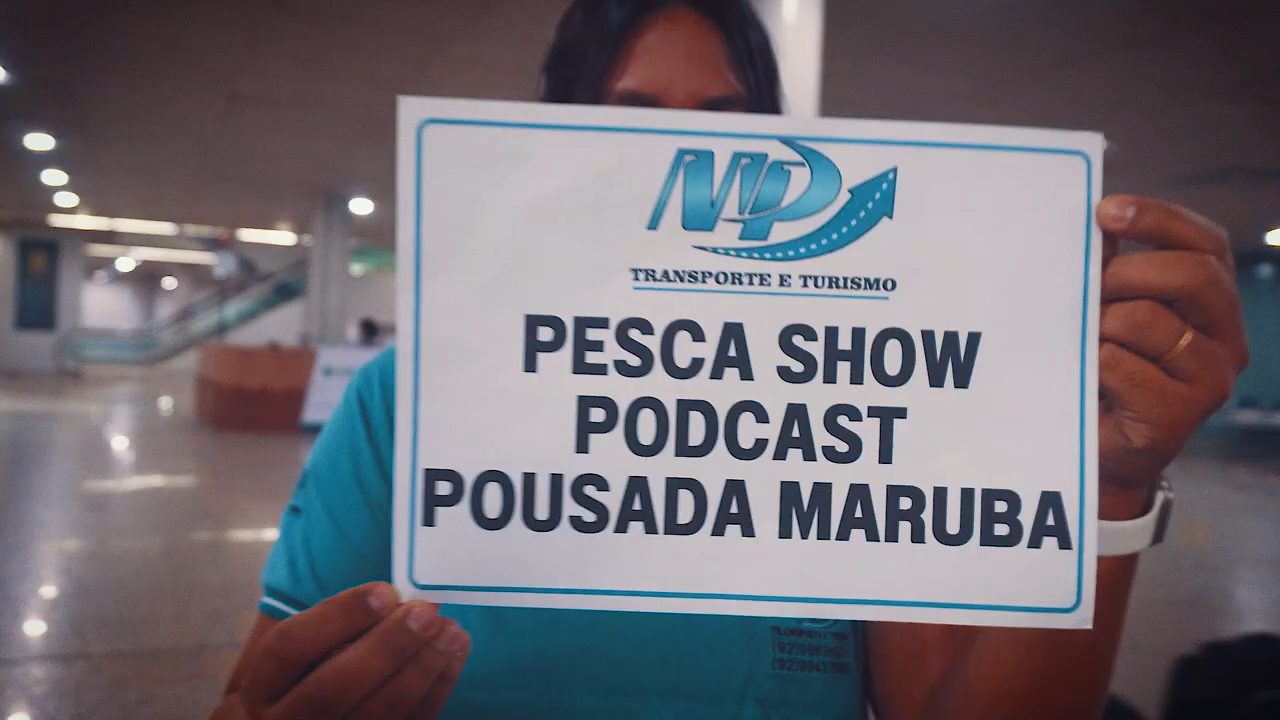 MP
TRANSPORTE E TURISMO
PESCA SHOW
PODCAST
POUSADA MARUBA